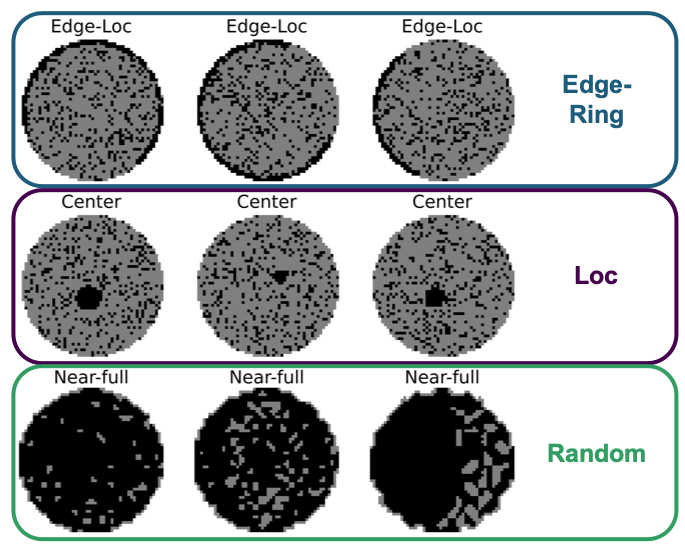 Edge-Loc Edge-Loc Edge-Loc
Edge-
Ring
Center Center Center
Loc
Near-full Near-full Near-full
Random